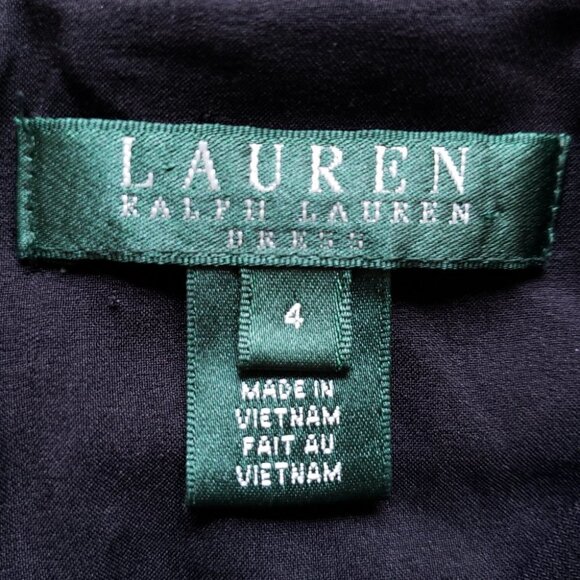 LAUREN
RALPH LAUREN
DRESS
4
MADE IN
VIETNAM
FAIT AU
VIETNAM